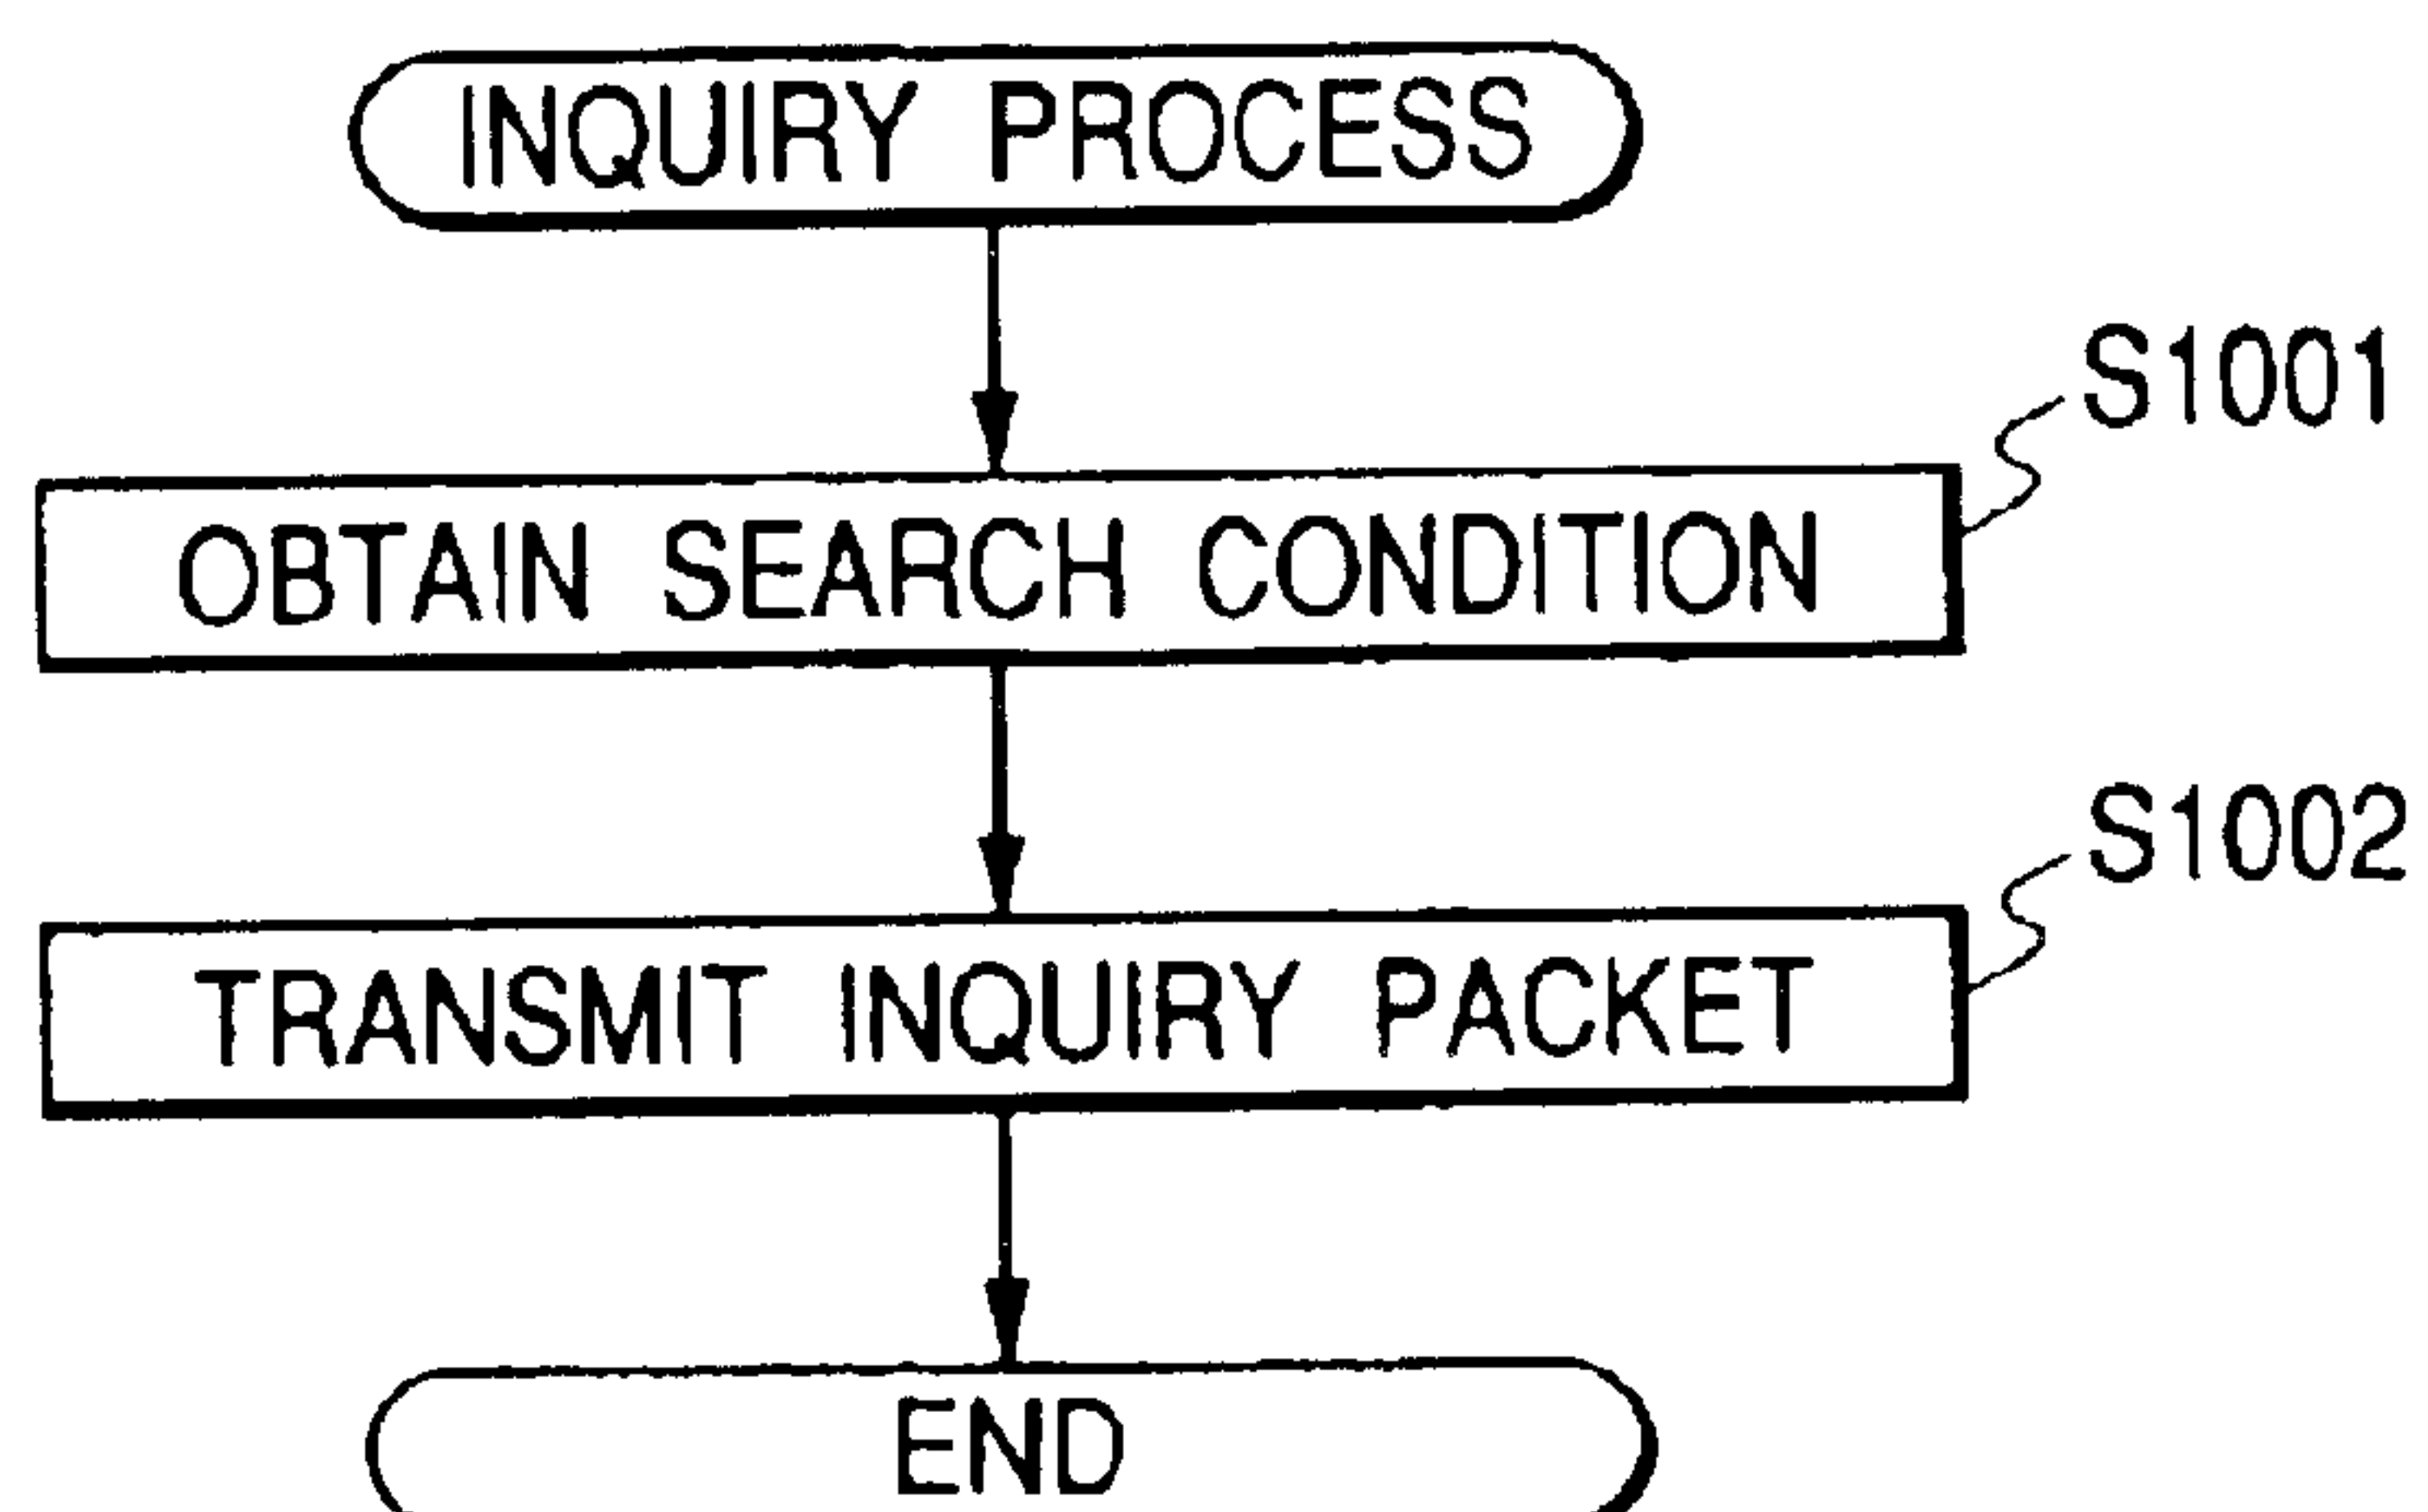 INQUIRY PROCESS
S1001
OBTAIN SEARCH CONDITION
S1002
TRANSMIT INQUIRY PACKET
END